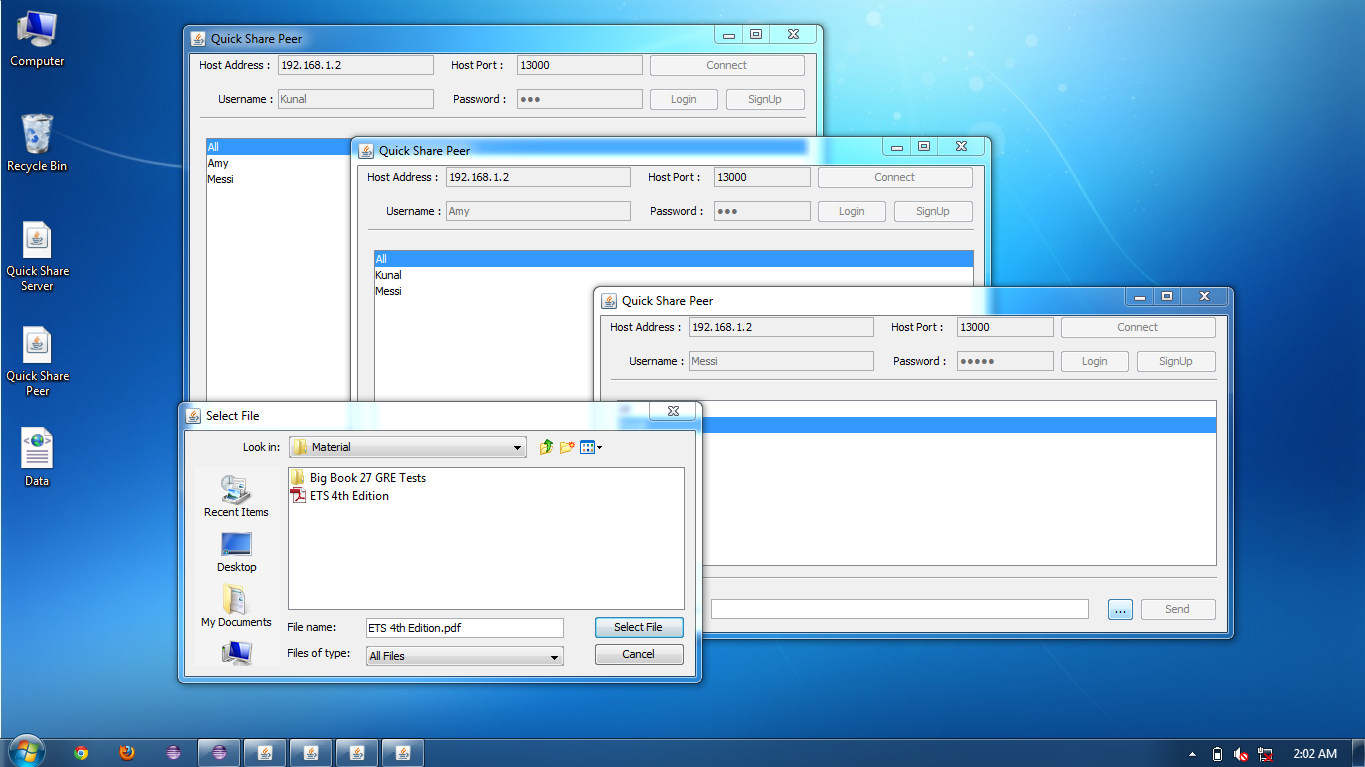 Computer
Recycle Bin
Quick Share
Server
Quick Share
Peer
Data
Quick Share Peer
Host Address : 192.168.1.2 Host Port : 13000 Connect
Username : Kunal Password : ●●● Login SignUp
All
Amy
Messi
Quick Share Peer
Host Address : 192.168.1.2 Host Port : 13000 Connect
Username : Amy Password : ●●● Login SignUp
All
Kunal
Messi
Quick Share Peer
Host Address : 192.168.1.2 Host Port : 13000 Connect
Username : Messi Password : ●●●●● Login SignUp
... Send
Select File
Look in: Material
Recent Items
Desktop
My Documents
Big Book 27 GRE Tests
ETS 4th Edition
File name: ETS 4th Edition.pdf Select File
Files of type: All Files Cancel
2:02 AM